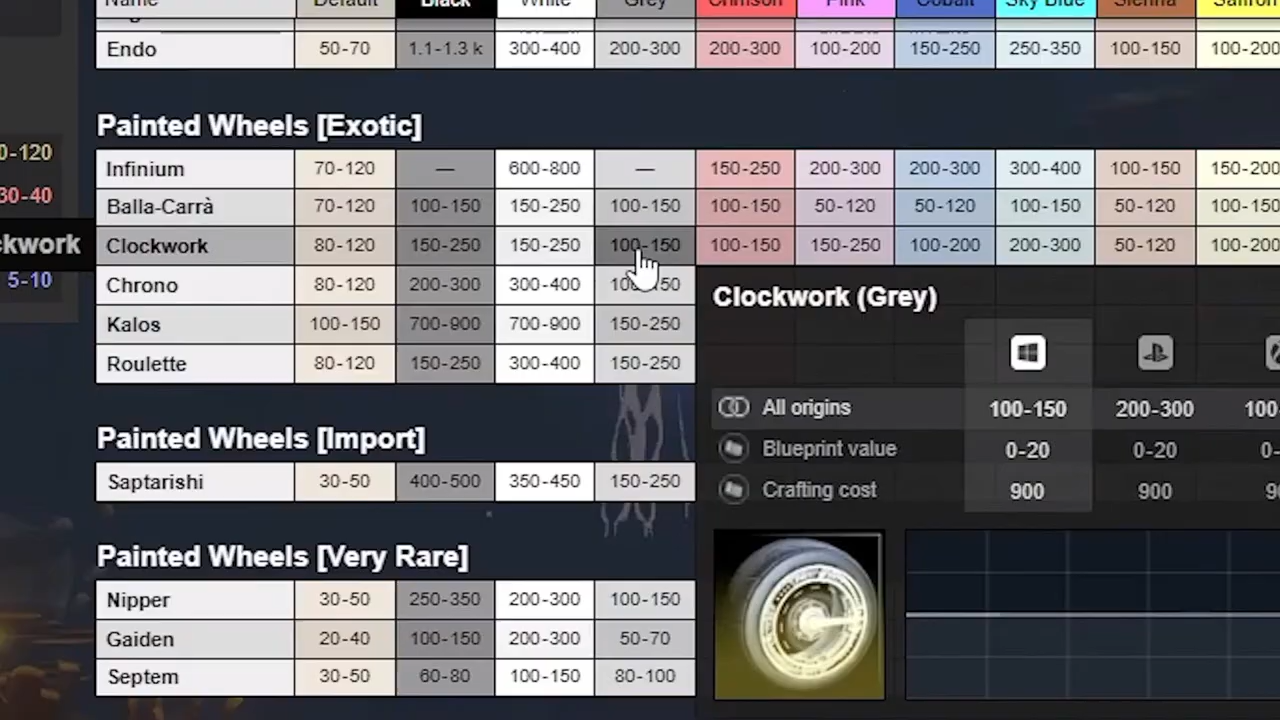 Name Default Black White Grey Crimson Pink Cobalt Sky Blue Sienna Saffron
Endo 50-70 1.1-1.3 k 300-400 200-300 200-300 100-200 150-250 250-350 100-150 100-200
Painted Wheels [Exotic]
Infinium 70-120 — 600-800 — 150-250 200-300 200-300 300-400 100-150 150-200
Balla-Carrà 70-120 100-150 150-250 100-150 100-150 50-120 50-120 100-150 50-120 100-150
Clockwork 80-120 150-250 150-250 100-150 100-150 150-250 100-200 200-300 50-120 100-200
Chrono 80-120 200-300 300-400
Kalos 100-150 700-900 700-900 150-250
Roulette 80-120 150-250 300-400 150-250
Painted Wheels [Import]
Saptarishi 30-50 400-500 350-450 150-250
Painted Wheels [Very Rare]
Nipper 30-50 250-350 200-300 100-150
Gaiden 20-40 100-150 200-300 50-70
Septem 30-50 60-80 100-150 80-100
0-120
30-40
ckwork
5-10
Clockwork (Grey)
All origins 100-150 200-300 100
Blueprint value 0-20 0-20 0-
Crafting cost 900 900 90